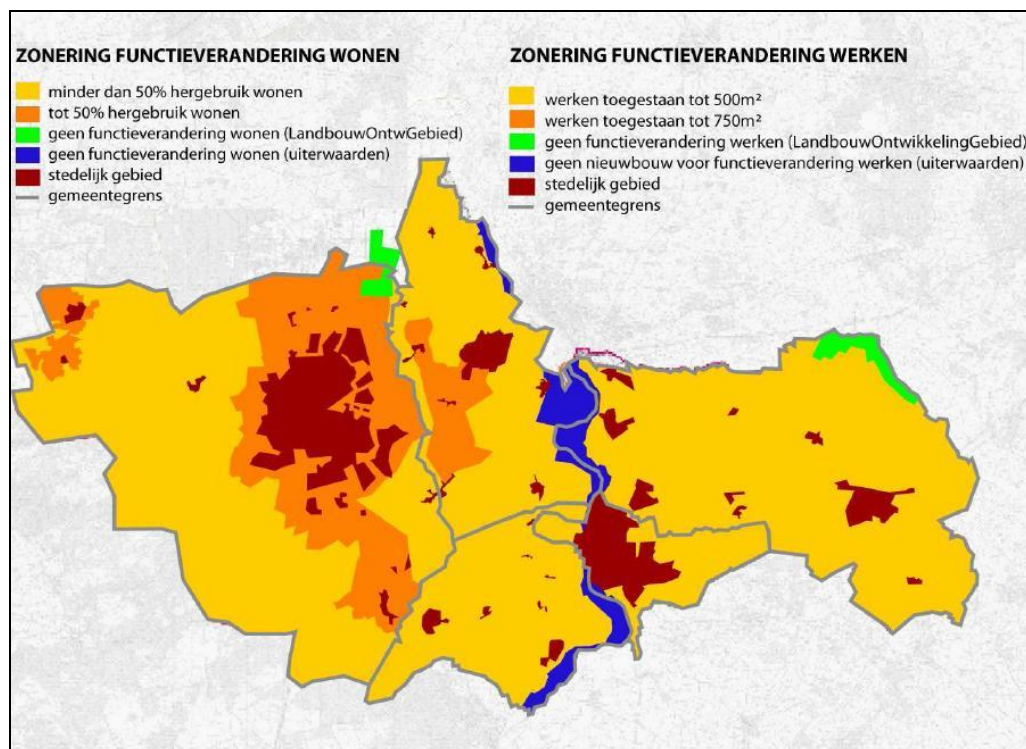 ZONERING FUNCTIEVERANDERING WONEN
minder dan 50% hergebruik wonen
tot 50% hergebruik wonen
geen functieverandering wonen (LandbouwOntwGebied)
geen functieverandering wonen (uiterwaarden)
stedelijk gebied
gemeentegrens
ZONERING FUNCTIEVERANDERING WERKEN
werken toegestaan tot 500m²
werken toegestaan tot 750m²
geen functieverandering werken (LandbouwOntwikkelingGebied)
geen nieuwbouw voor functieverandering werken (uiterwaarden)
stedelijk gebied
gemeentegrens